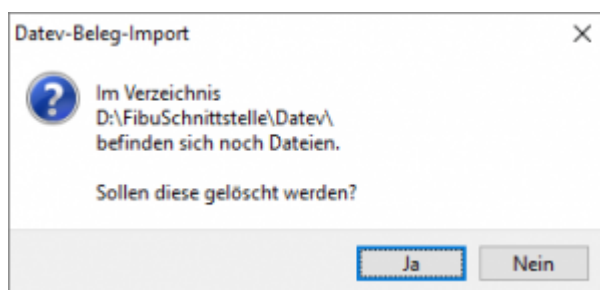 Datev-Beleg-Import
Im Verzeichnis
D:\FibuSchnittstelle\Datev\
befinden sich noch Dateien.
Sollen diese gelöscht werden?
Ja
Nein